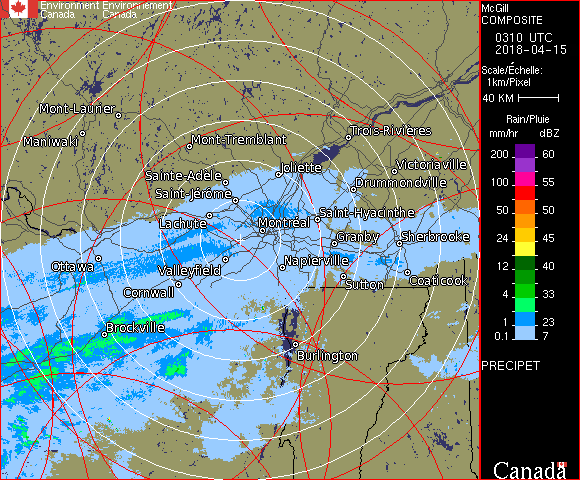 Environment Environnement
Canada Canada
McGill
COMPOSITE
0310 UTC
2018-04-15
Scale/Échelle:
1km/Pixel
40 KM
Rain/Pluie
mm/hr dBZ
200 60
150 57
100 55
50 50
24 45
12 40
4 33
1 23
0.1 7
PRECIPET
Canada
Mont-Laurier
Maniwaki
Mont-Tremblant
Trois-Rivières
Victoriaville
Joliette
Sainte-Adèle
Drummondville
Saint-Jérôme
Saint-Hyacinthe
Lachute
Montréal
Granby
Sherbrooke
Ottawa
Valleyfield
Napierville
Coaticook
Sutton
Cornwall
Brockville
Burlington